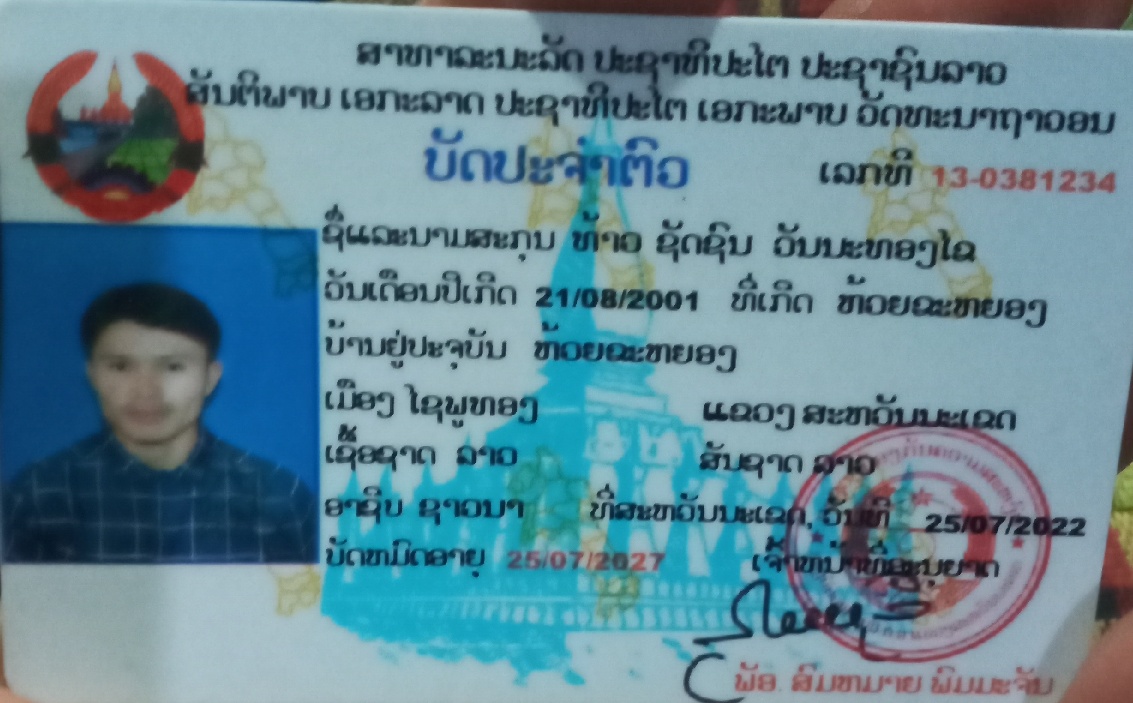 ສາທາລະນະລັດ ປະຊາທິປະໄຕ ປະຊາຊົນລາວ
ສັນຕິພາບ ເອກະລາດ ປະຊາທິປະໄຕ ເອກະພາບ ວັດທະນາຖາວອນ
ບັດປະຈຳຕົວ
ເລກທີ 13-0381234
ຊື່ແລະນາມສະກຸນ ທ້າວ ຊັດຊົນ ວັນນະທອງໄຊ
ວັນເດືອນປີເກີດ 21/08/2001 ທີ່ເກີດ ຫ້ວຍຂະຫຍອງ
ບ້ານຢູ່ປະຈຸບັນ ຫ້ວຍຂະຫຍອງ
ເມືອງ ໄຊພູທອງ ແຂວງ ສະຫວັນນະເຂດ
ເຊື້ອຊາດ ລາວ ສັນຊາດ ລາວ
ອາຊີບ ຊາວນາ ທີ່ສະຫວັນນະເຂດ, ວັນທີ 25/07/2022
ບັດຫມົດອາຍຸ 25/07/2027 ເຈົ້າຫນ້າທີ່ອະນຸຍາດ
ພັອ. ສົມຫມາຍ ພິມມະຈັນ